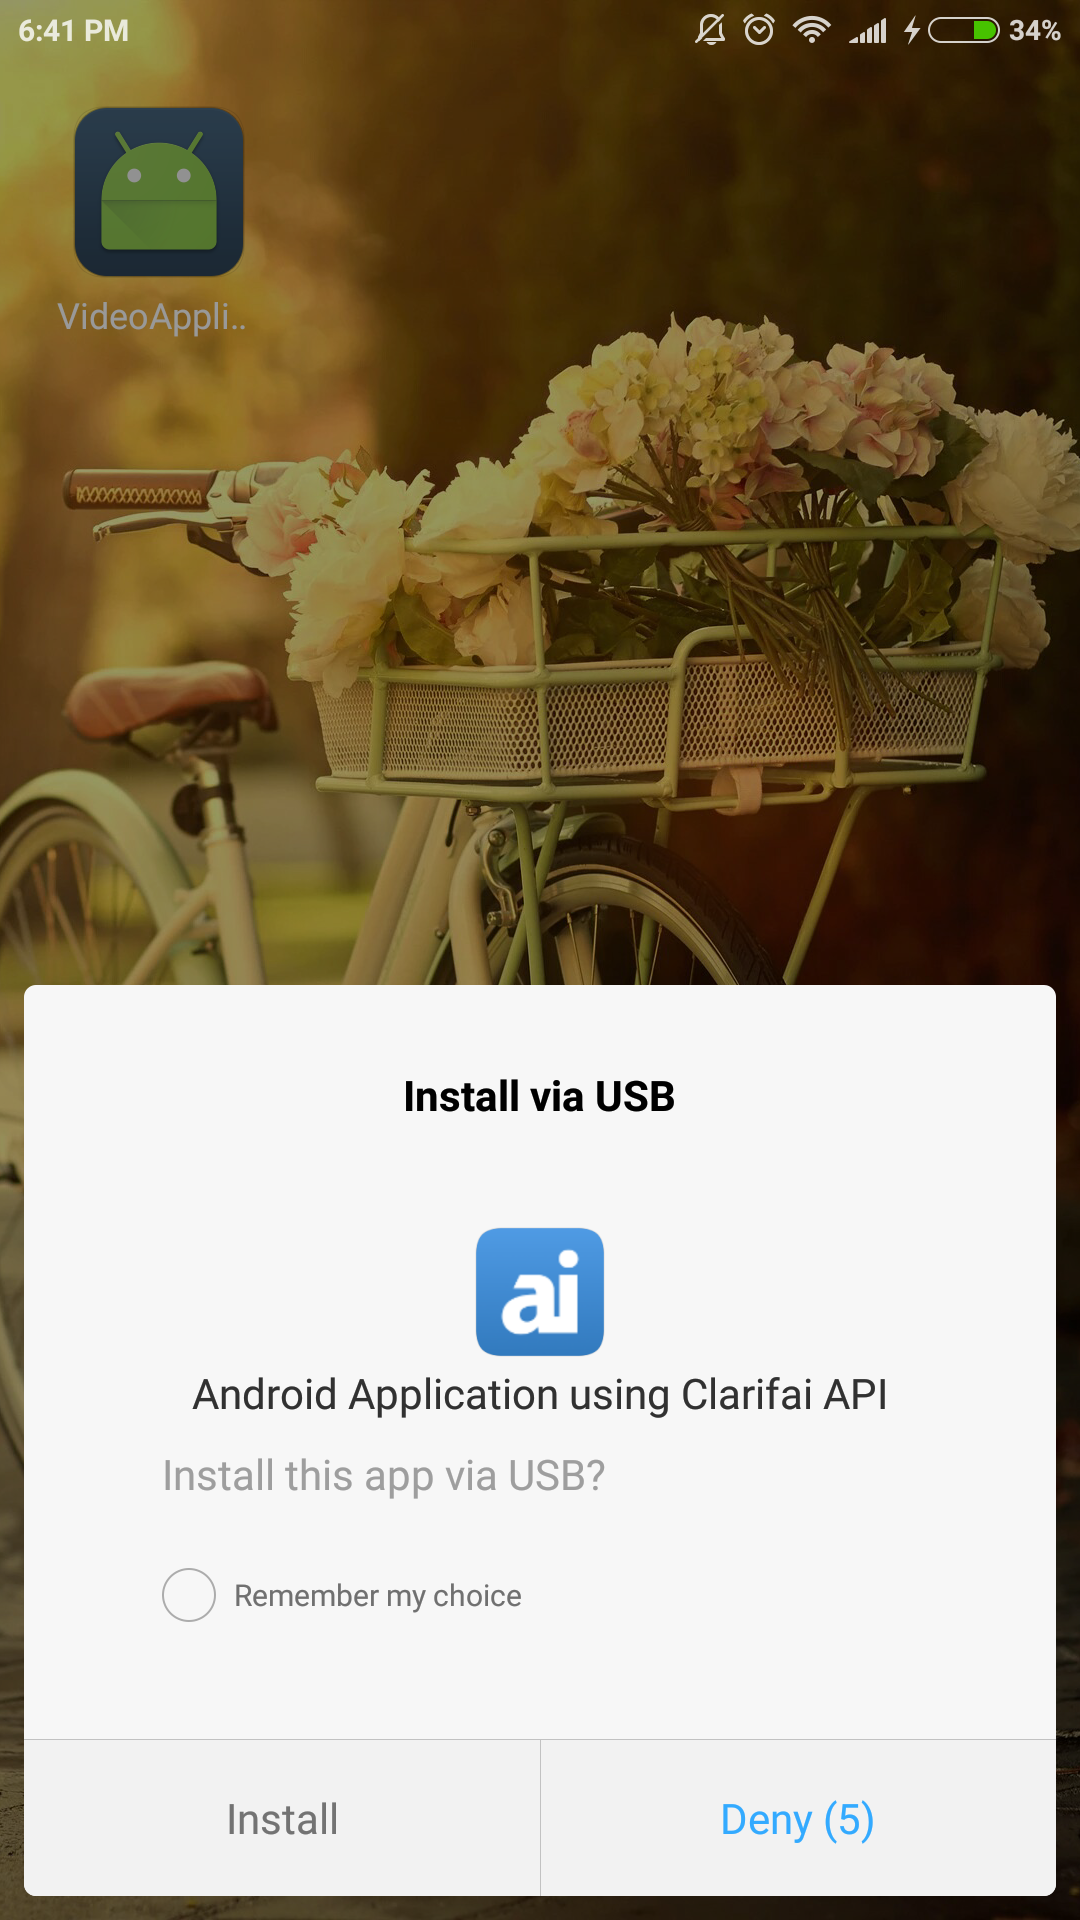 6:41 PM
34%
VideoAppli..
Install via USB
ai
Android Application using Clarifai API
Install this app via USB?
Remember my choice
Install
Deny (5)